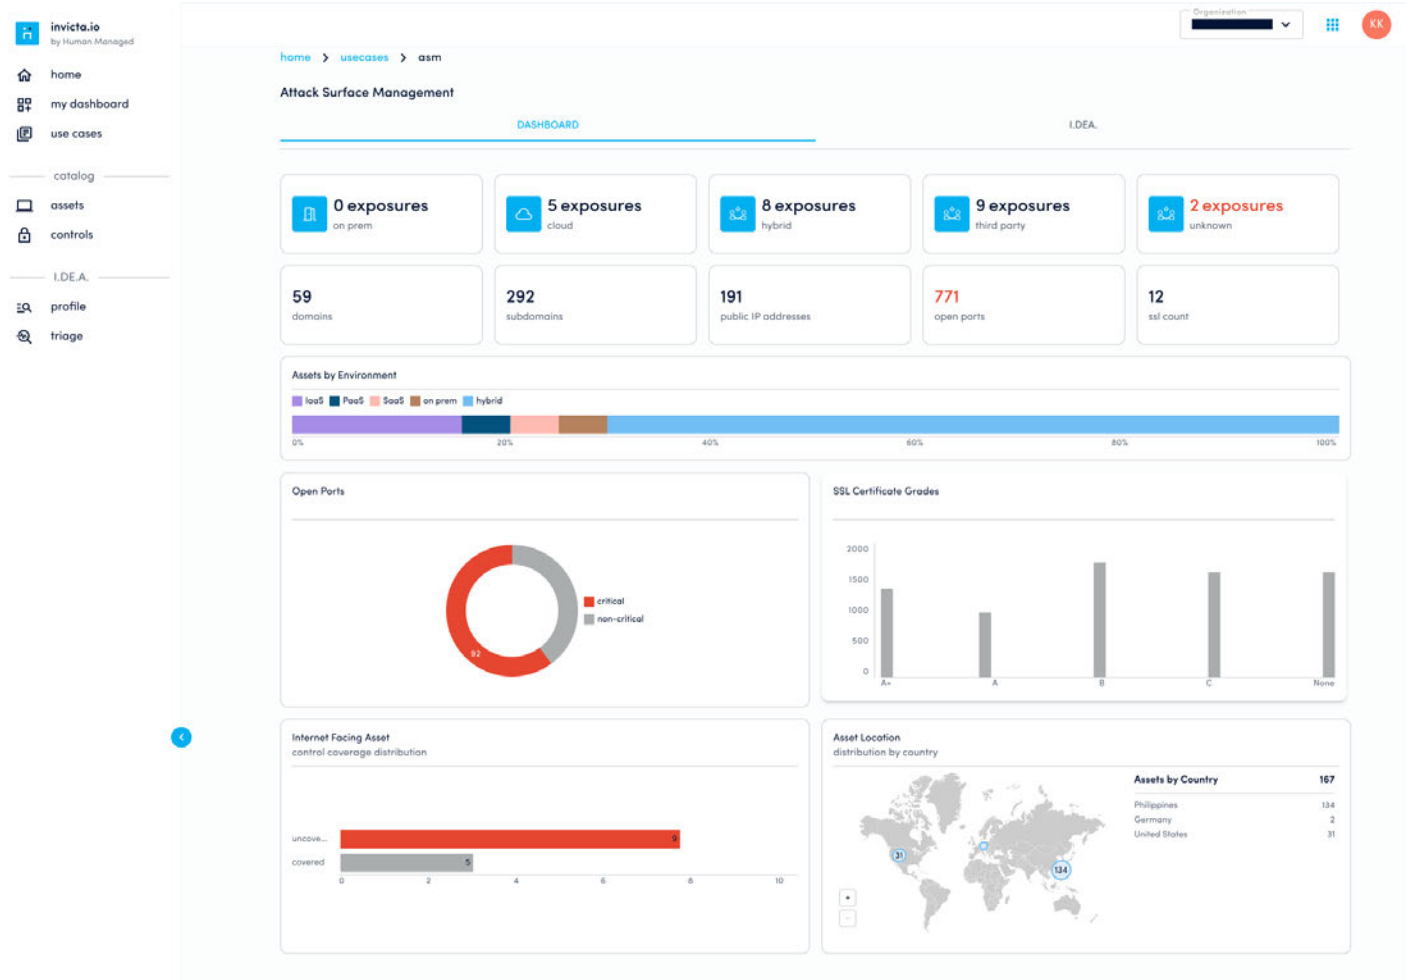 invicta.io
by Human Managed
home
my dashboard
use cases
catalog
assets
controls
I.DE.A.
profile
triage
Organization
KK
home > usecases > asm
Attack Surface Management
DASHBOARD
I.DEA.
0 exposures
on prem
5 exposures
cloud
8 exposures
hybrid
9 exposures
third party
2 exposures
unknown
59
domains
292
subdomains
191
public IP addresses
771
open ports
12
ssl count
Assets by Environment
IaaS PaaS SaaS on prem hybrid
0% 20% 40% 60% 80% 100%
Open Ports
92
critical
non-critical
SSL Certificate Grades
2000
1500
1000
500
0
A+ A B C None
Internet Facing Asset
control coverage distribution
uncove... 9
covered 5
0 2 4 6 8 10
Asset Location
distribution by country
31
134
+
-
Assets by Country 167
Philippines 134
Germany 2
United States 31